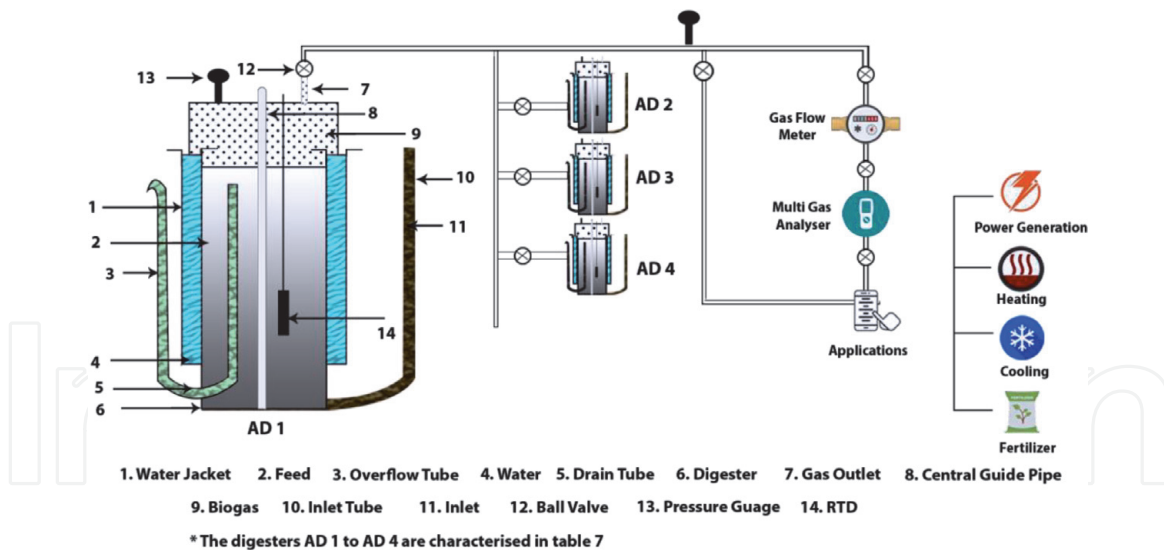 13
12
7
8
9
10
11
1
2
3
14
4
5
6
AD 1
AD 2
AD 3
AD 4
Gas Flow
Meter
Multi Gas
Analyser
Applications
Power Generation
Heating
Cooling
FERTILIZER
Fertilizer
1. Water Jacket 2. Feed 3. Overflow Tube 4. Water 5. Drain Tube 6. Digester 7. Gas Outlet 8. Central Guide Pipe
9. Biogas 10. Inlet Tube 11. Inlet 12. Ball Valve 13. Pressure Guage 14. RTD
* The digesters AD 1 to AD 4 are characterised in table 7